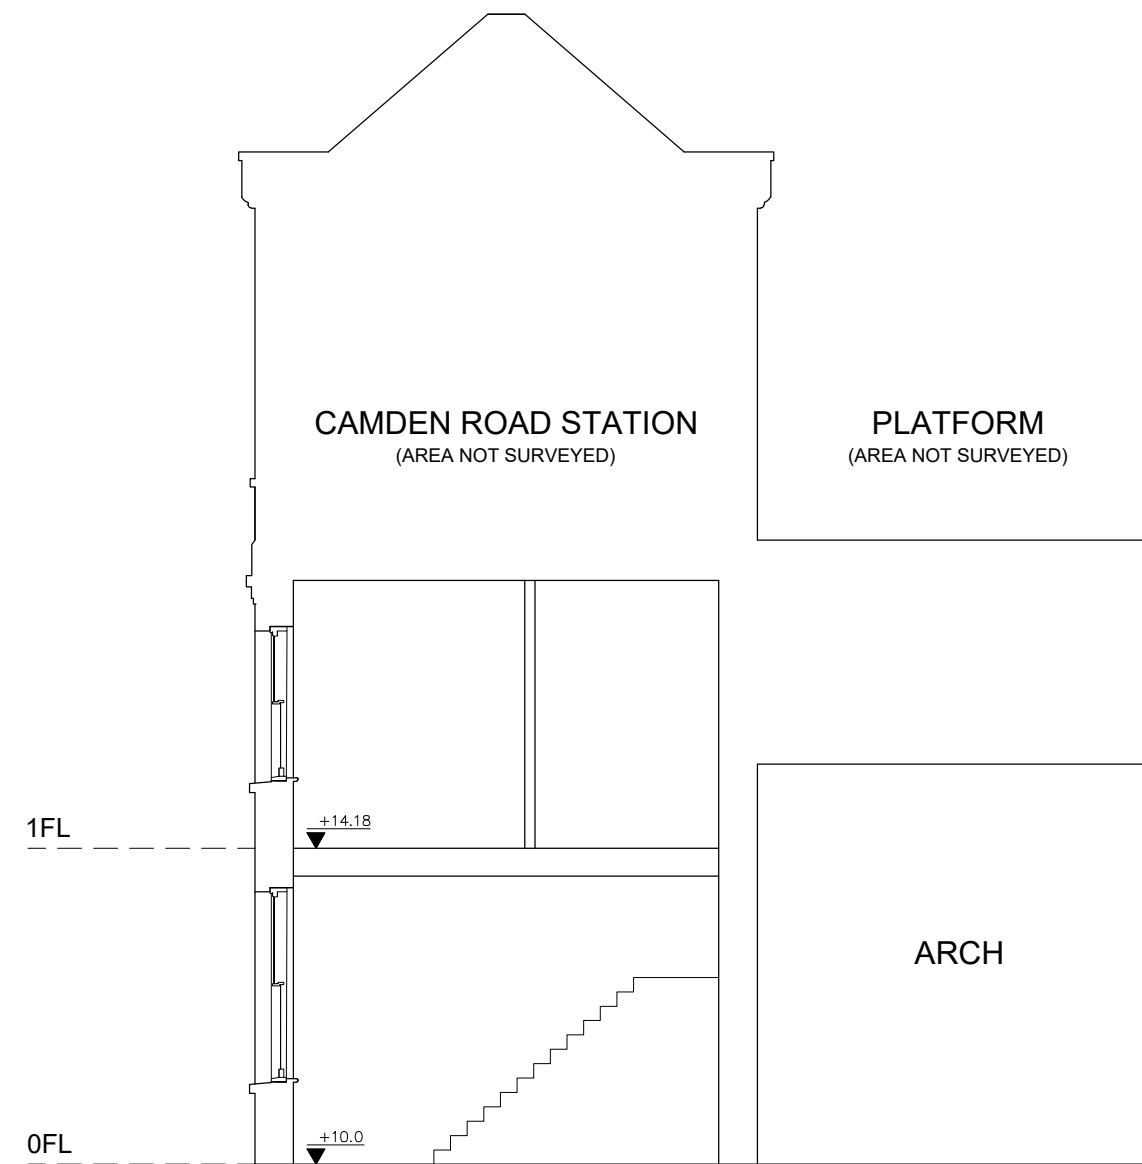 CAMDEN ROAD STATION
(AREA NOT SURVEYED)
PLATFORM
(AREA NOT SURVEYED)
1FL
+14.18
ARCH
0FL
+10.0